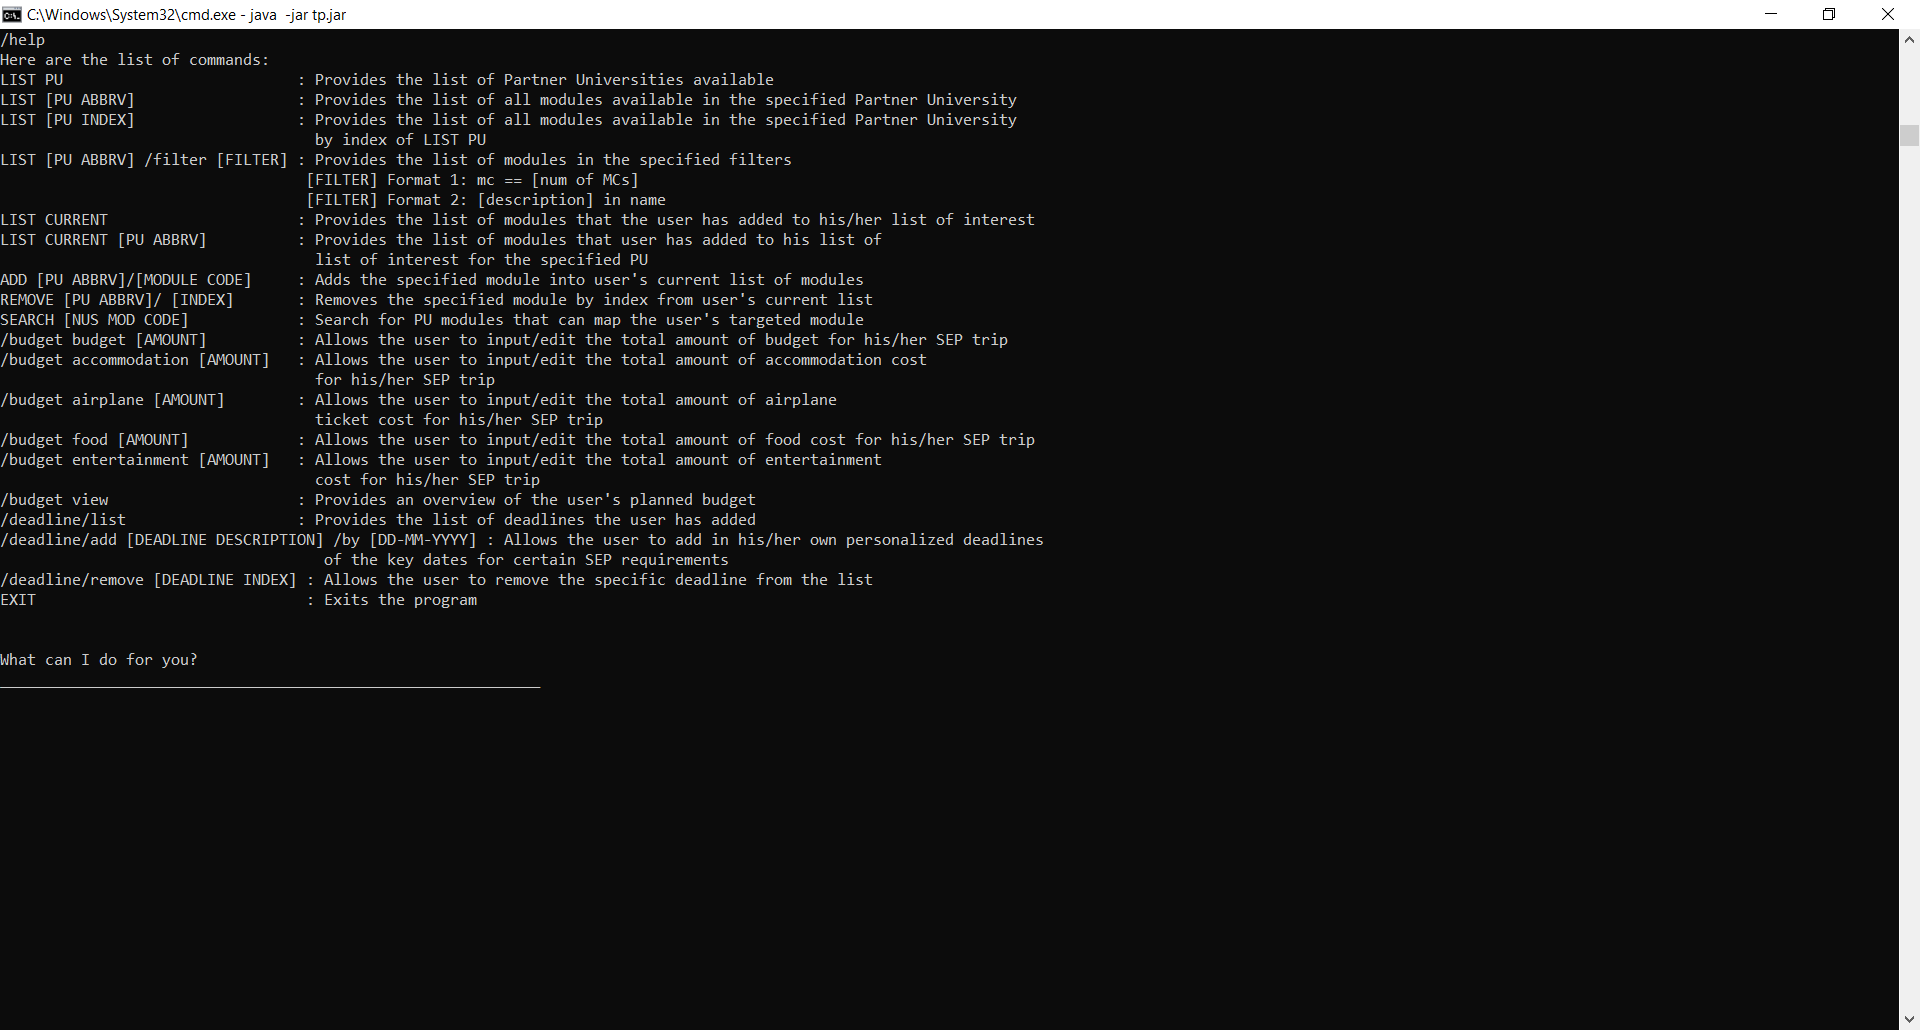 C:\Windows\System32\cmd.exe - java  -jar tp.jar
/help
Here are the list of commands:
LIST PU                          : Provides the list of Partner Universities available
LIST [PU ABBRV]                  : Provides the list of all modules available in the specified Partner University
LIST [PU INDEX]                  : Provides the list of all modules available in the specified Partner University
                                   by index of LIST PU
LIST [PU ABBRV] /filter [FILTER] : Provides the list of modules in the specified filters
                                  [FILTER] Format 1: mc == [num of MCs]
                                  [FILTER] Format 2: [description] in name
LIST CURRENT                     : Provides the list of modules that the user has added to his/her list of interest
LIST CURRENT [PU ABBRV]          : Provides the list of modules that user has added to his list of
                                   list of interest for the specified PU
ADD [PU ABBRV]/[MODULE CODE]     : Adds the specified module into user's current list of modules
REMOVE [PU ABBRV]/ [INDEX]       : Removes the specified module by index from user's current list
SEARCH [NUS MOD CODE]            : Search for PU modules that can map the user's targeted module
/budget budget [AMOUNT]          : Allows the user to input/edit the total amount of budget for his/her SEP trip
/budget accommodation [AMOUNT]   : Allows the user to input/edit the total amount of accommodation cost
                                   for his/her SEP trip
/budget airplane [AMOUNT]        : Allows the user to input/edit the total amount of airplane
                                   ticket cost for his/her SEP trip
/budget food [AMOUNT]            : Allows the user to input/edit the total amount of food cost for his/her SEP trip
/budget entertainment [AMOUNT]   : Allows the user to input/edit the total amount of entertainment
                                   cost for his/her SEP trip
/budget view                     : Provides an overview of the user's planned budget
/deadline/list                   : Provides the list of deadlines the user has added
/deadline/add [DEADLINE DESCRIPTION] /by [DD-MM-YYYY] : Allows the user to add in his/her own personalized deadlines
                                    of the key dates for certain SEP requirements
/deadline/remove [DEADLINE INDEX] : Allows the user to remove the specific deadline from the list
EXIT                              : Exits the program
What can I do for you?
____________________________________________________________